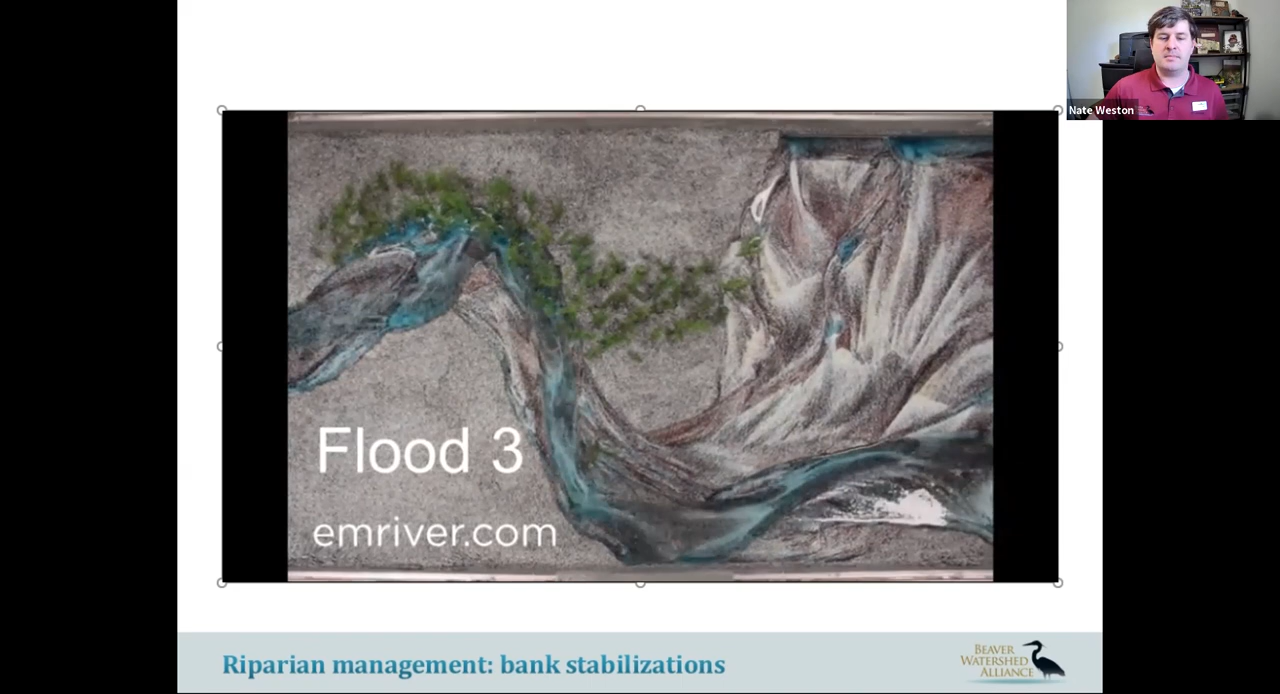 Nate Weston
Flood 3
emriver.com
Riparian management: bank stabilizations
BEAVER
WATERSHED
ALLIANCE